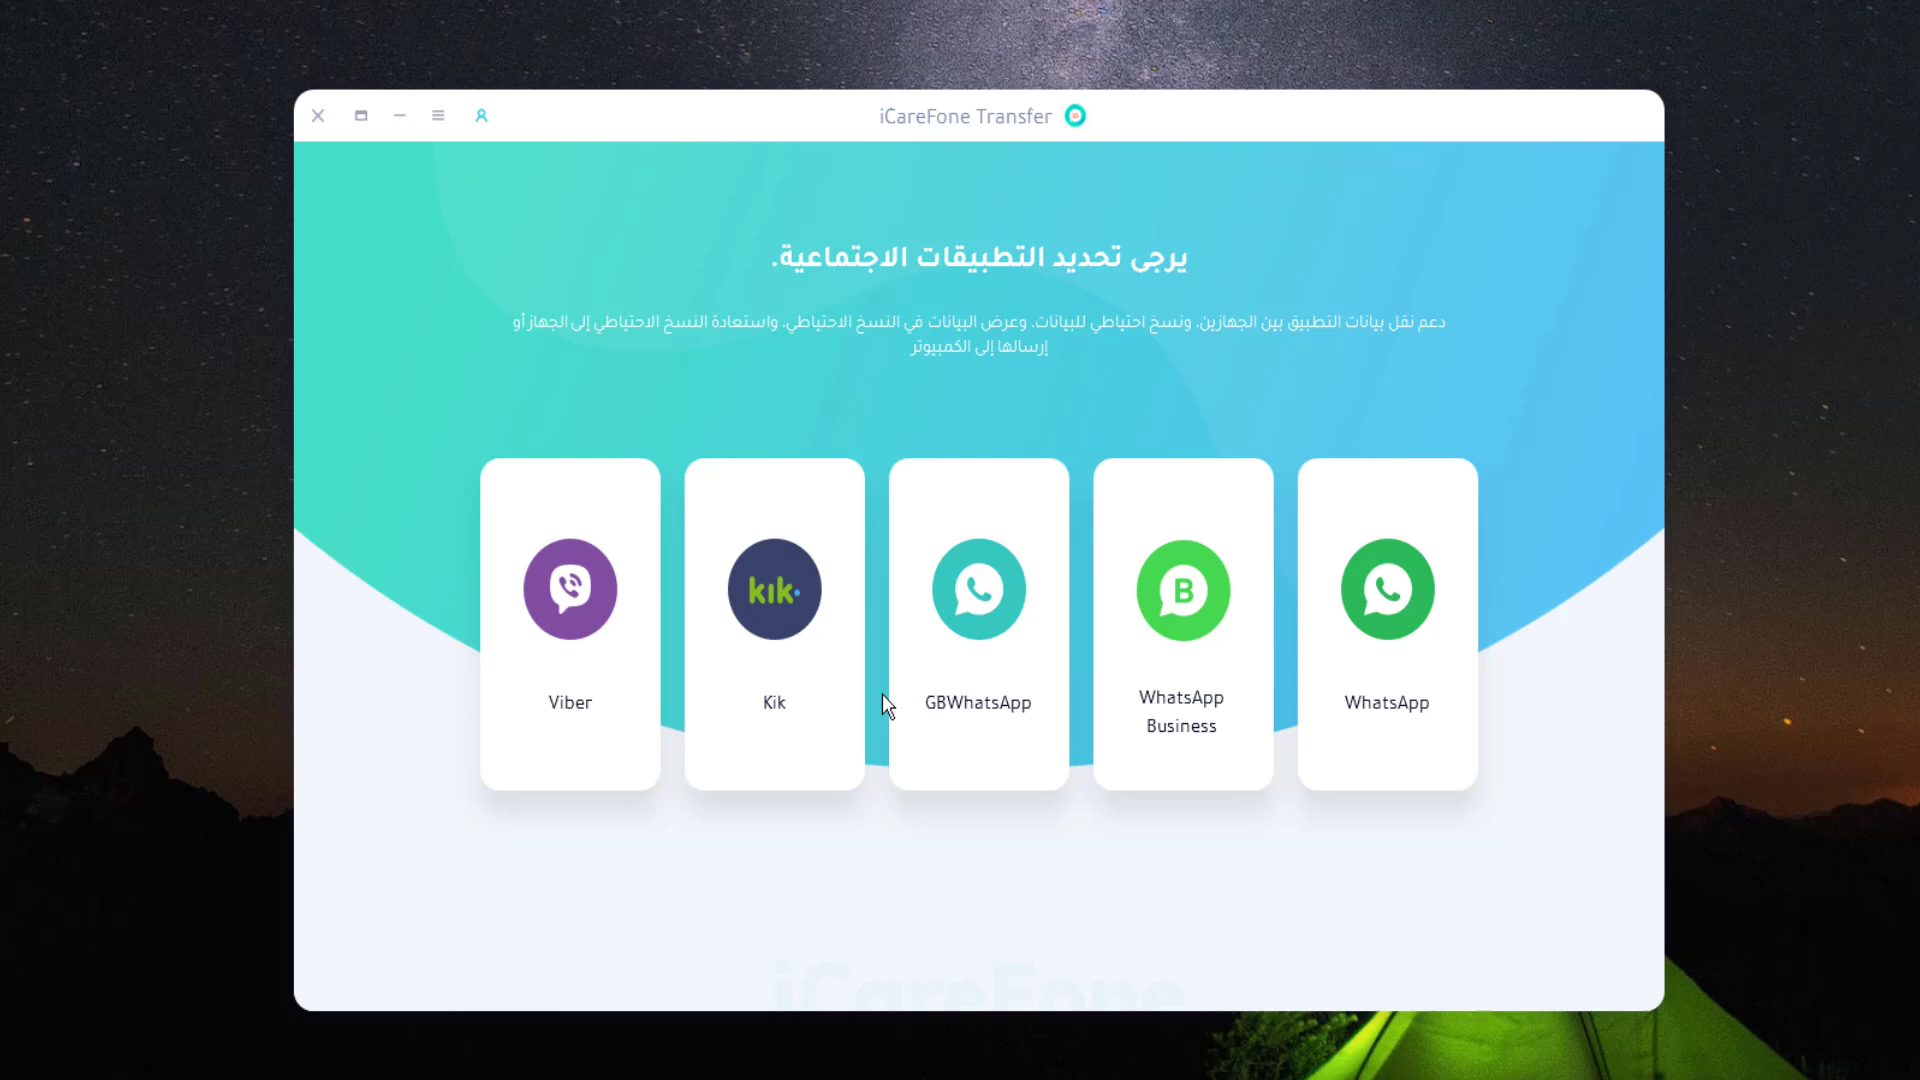 iCareFone Transfer
يرجى تحديد التطبيقات الاجتماعية.
دعم نقل بيانات التطبيق بين الجهازين، ونسخ احتياطي للبيانات، وعرض البيانات في النسخ الاحتياطي، واستعادة النسخ الاحتياطي إلى الجهاز أو
إرسالها إلى الكمبيوتر
kik.
B
Viber
Kik
GBWhatsApp
WhatsApp
Business
WhatsApp
iCareFone